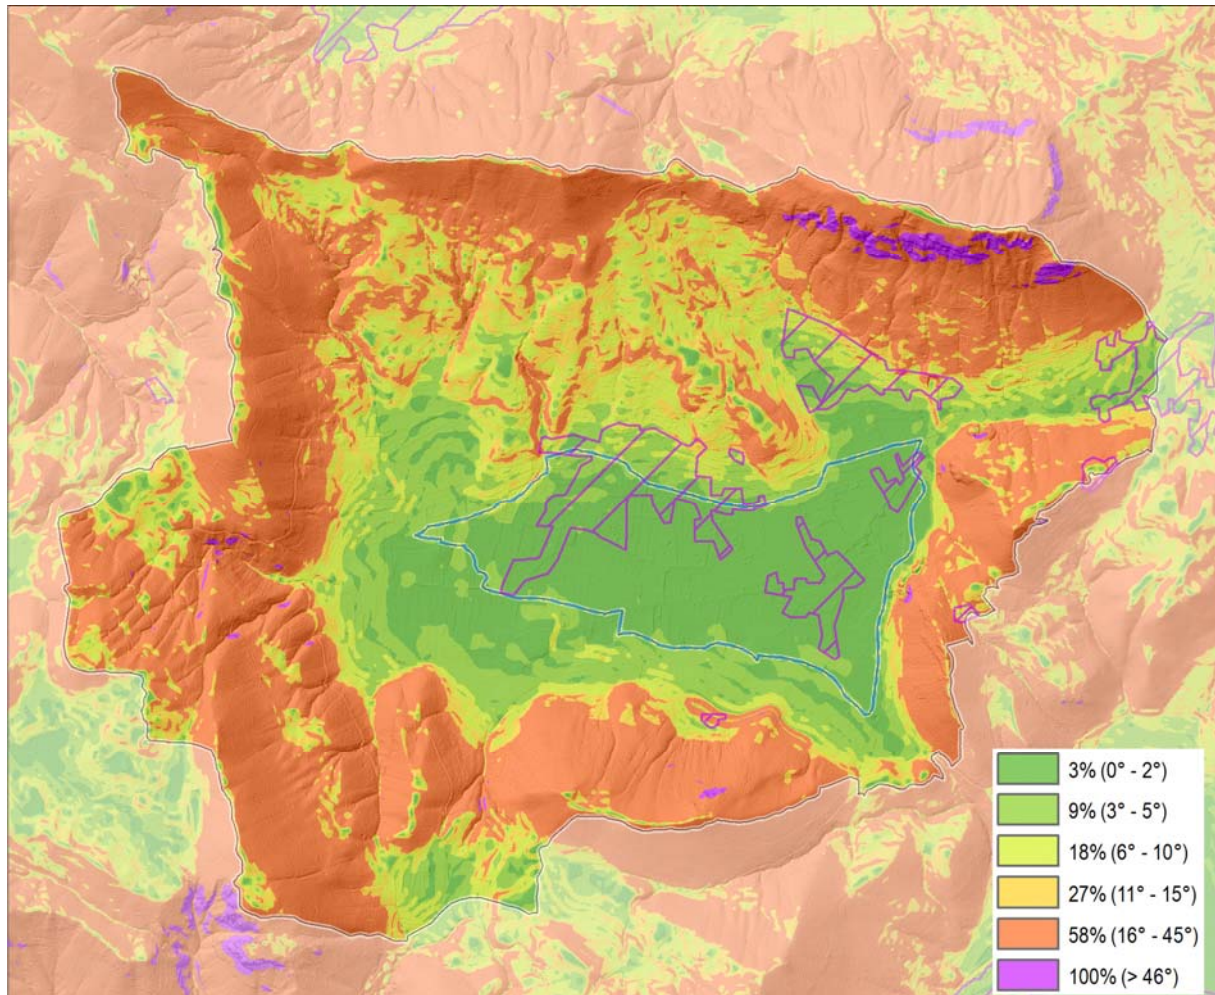 3% (0° - 2°)
9% (3° - 5°)
18% (6° - 10°)
27% (11° - 15°)
58% (16° - 45°)
100% (> 46°)